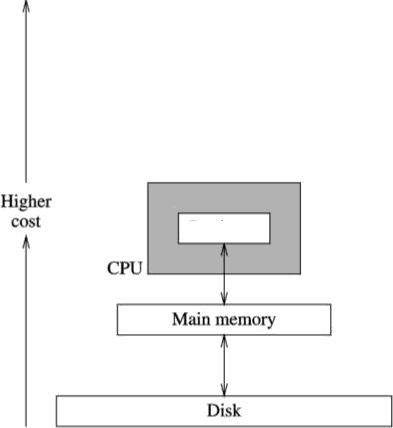 Higher
cost
CPU
Main memory
Disk